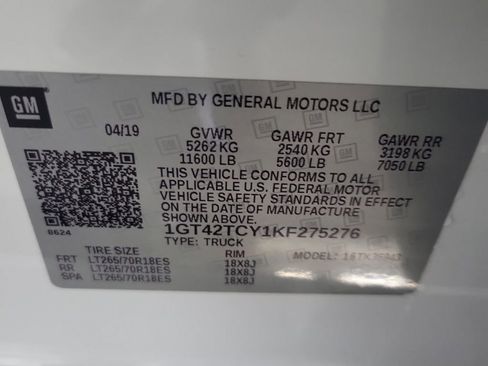 GM
MFD BY GENERAL MOTORS LLC
04/19 GVWR GAWR FRT GAWR RR
5262 KG 2540 KG 3198 KG
11600 LB 5600 LB 7050 LB
THIS VEHICLE CONFORMS TO ALL
APPLICABLE U.S. FEDERAL MOTOR
VEHICLE SAFETY STANDARDS IN EFFECT
ON THE DATE OF MANUFACTURE
SHOWN ABOVE.
1GT42TCY1KF275276
8624
TYPE: TRUCK
TIRE SIZE RIM MODEL:
FRT LT265/70R18ES 18X8J
RR LT265/70R18ES 18X8J
SPA LT265/70R18ES 18X8J